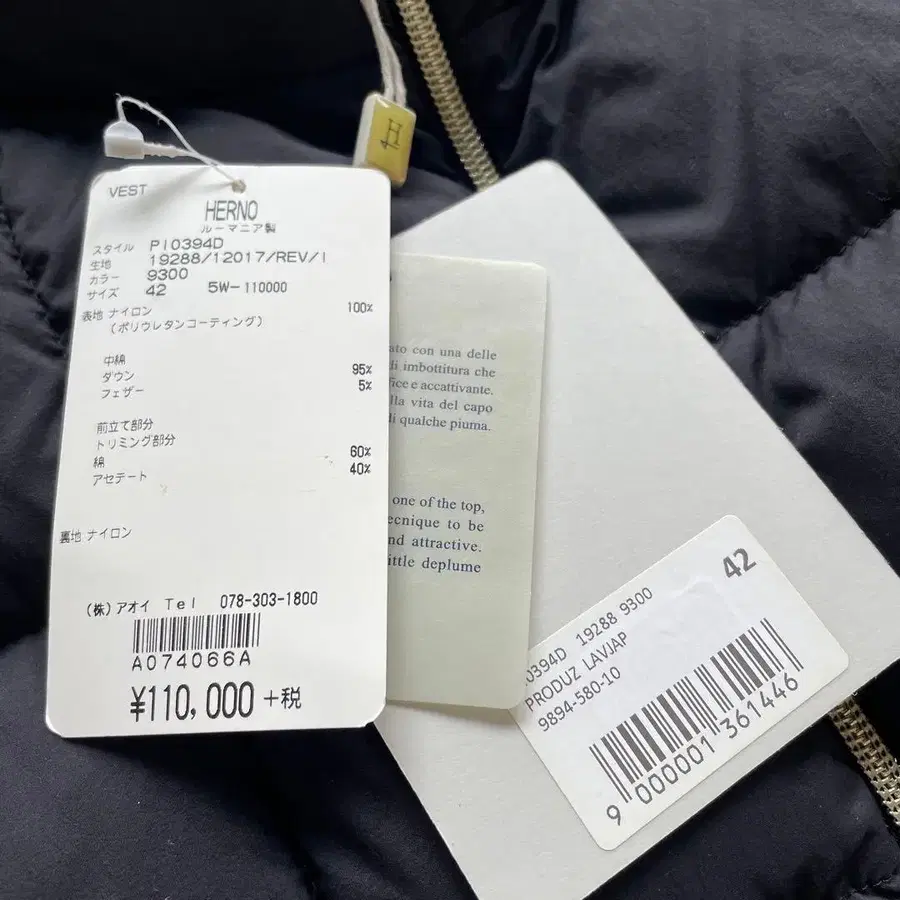 VEST
HERNO
ルーマニア製
スタイル PI0394D
生地 19288/12017/REV/I
カラー 9300
サイズ 42 5W-110000
表地 ナイロン 100%
(ポリウレタンコーティング)
中綿
ダウン 95%
フェザー 5%
前立て部分
トリミング部分
綿 60%
アセテート 40%
裏地 ナイロン
(株)アオイ Tel 078-303-1800
A074066A
¥110,000+税
con una delle
imbottitura che
e accattivante.
vita del capo
qualche piuma.
one of the top,
to be
attractive.
deplume
H
42
0394D 19288 9300
PRODUZ LAVJAP
9894-580-10
9 000001 361446